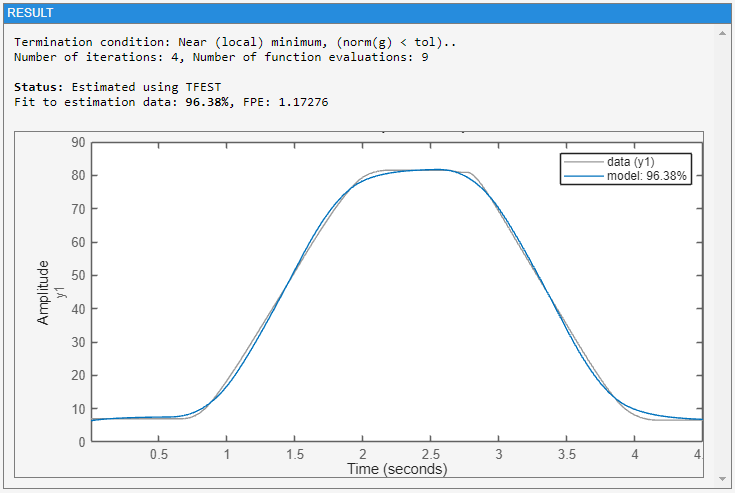 RESULT
Termination condition: Near (local) minimum, (norm(g) < tol)..
Number of iterations: 4, Number of function evaluations: 9
Status: Estimated using TFEST
Fit to estimation data: 96.38%, FPE: 1.17276
90
80
70
60
50
40
30
20
10
0
Amplitude
y1
data (y1)
model: 96.38%
0.5
1
1.5
2
2.5
3
3.5
4
4.
Time (seconds)